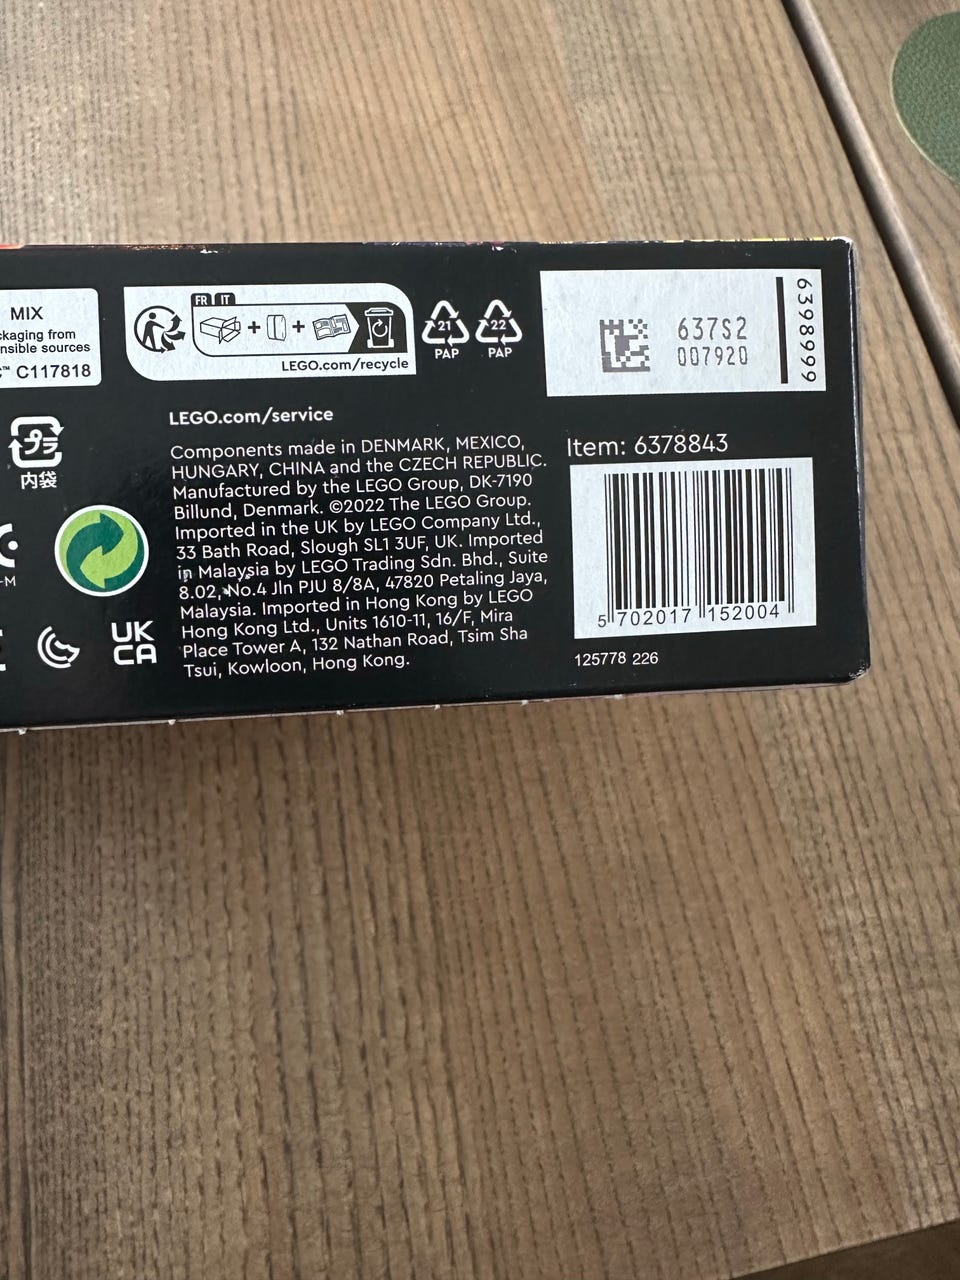 MIX
ckaging from
nsible sources
C™ C117818
FR IT
LEGO.com/recycle
21
PAP
22
PAP
637S2
007920
6398999
プラ
内袋
-M
UK
CA
LEGO.com/service
Components made in DENMARK, MEXICO,
HUNGARY, CHINA and the CZECH REPUBLIC.
Manufactured by the LEGO Group, DK-7190
Billund, Denmark. ©2022 The LEGO Group.
Imported in the UK by LEGO Company Ltd.,
33 Bath Road, Slough SL1 3UF, UK. Imported
in Malaysia by LEGO Trading Sdn. Bhd., Suite
8.02, No.4 Jln PJU 8/8A, 47820 Petaling Jaya,
Malaysia. Imported in Hong Kong by LEGO
Hong Kong Ltd., Units 1610-11, 16/F, Mira
Place Tower A, 132 Nathan Road, Tsim Sha
Tsui, Kowloon, Hong Kong.
Item: 6378843
5 702017 152004
125778 226